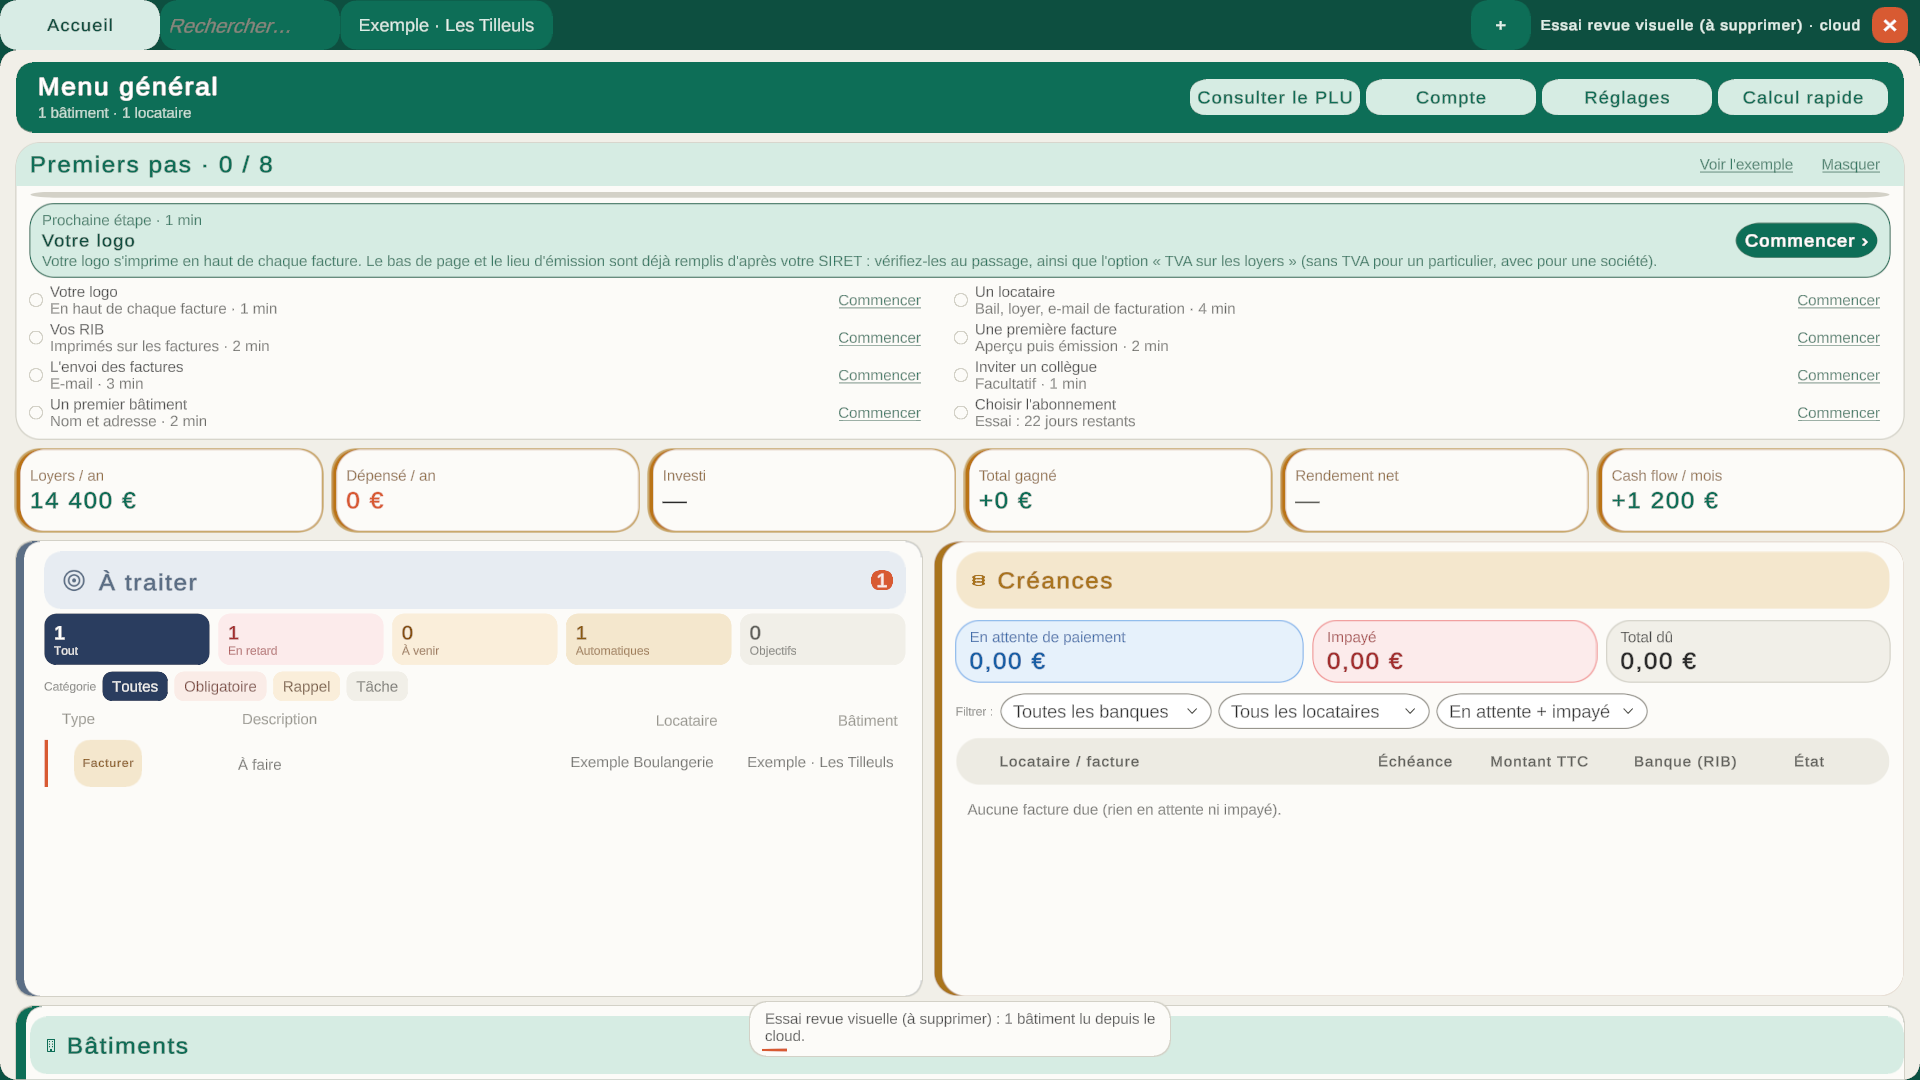 Accueil
Rechercher...
Exemple · Les Tilleuls
+
Essai revue visuelle (à supprimer) · cloud
Menu général
1 bâtiment · 1 locataire
Consulter le PLU
Compte
Réglages
Calcul rapide
Premiers pas · 0 / 8
Voir l'exemple
Masquer
Prochaine étape · 1 min
Votre logo
Votre logo s'imprime en haut de chaque facture. Le bas de page et le lieu d'émission sont déjà remplis d'après votre SIRET : vérifiez-les au passage, ainsi que l'option « TVA sur les loyers » (sans TVA pour un particulier, avec pour une société).
Commencer ›
Votre logo
En haut de chaque facture · 1 min
Commencer
Vos RIB
Imprimés sur les factures · 2 min
Commencer
L'envoi des factures
E-mail · 3 min
Commencer
Un premier bâtiment
Nom et adresse · 2 min
Commencer
Un locataire
Bail, loyer, e-mail de facturation · 4 min
Commencer
Une première facture
Aperçu puis émission · 2 min
Commencer
Inviter un collègue
Facultatif · 1 min
Commencer
Choisir l'abonnement
Essai : 22 jours restants
Commencer
Loyers / an
14 400 €
Dépensé / an
0 €
Investi
—
Total gagné
+0 €
Rendement net
—
Cash flow / mois
+1 200 €
À traiter
1
1
Tout
1
En retard
0
À venir
1
Automatiques
0
Objectifs
Catégorie
Toutes
Obligatoire
Rappel
Tâche
Type
Description
Locataire
Bâtiment
Facturer
À faire
Exemple Boulangerie
Exemple · Les Tilleuls
Créances
En attente de paiement
0,00 €
Impayé
0,00 €
Total dû
0,00 €
Filtrer :
Toutes les banques
Tous les locataires
En attente + impayé
Locataire / facture
Échéance
Montant TTC
Banque (RIB)
État
Aucune facture due (rien en attente ni impayé).
Bâtiments
Essai revue visuelle (à supprimer) : 1 bâtiment lu depuis le
cloud.